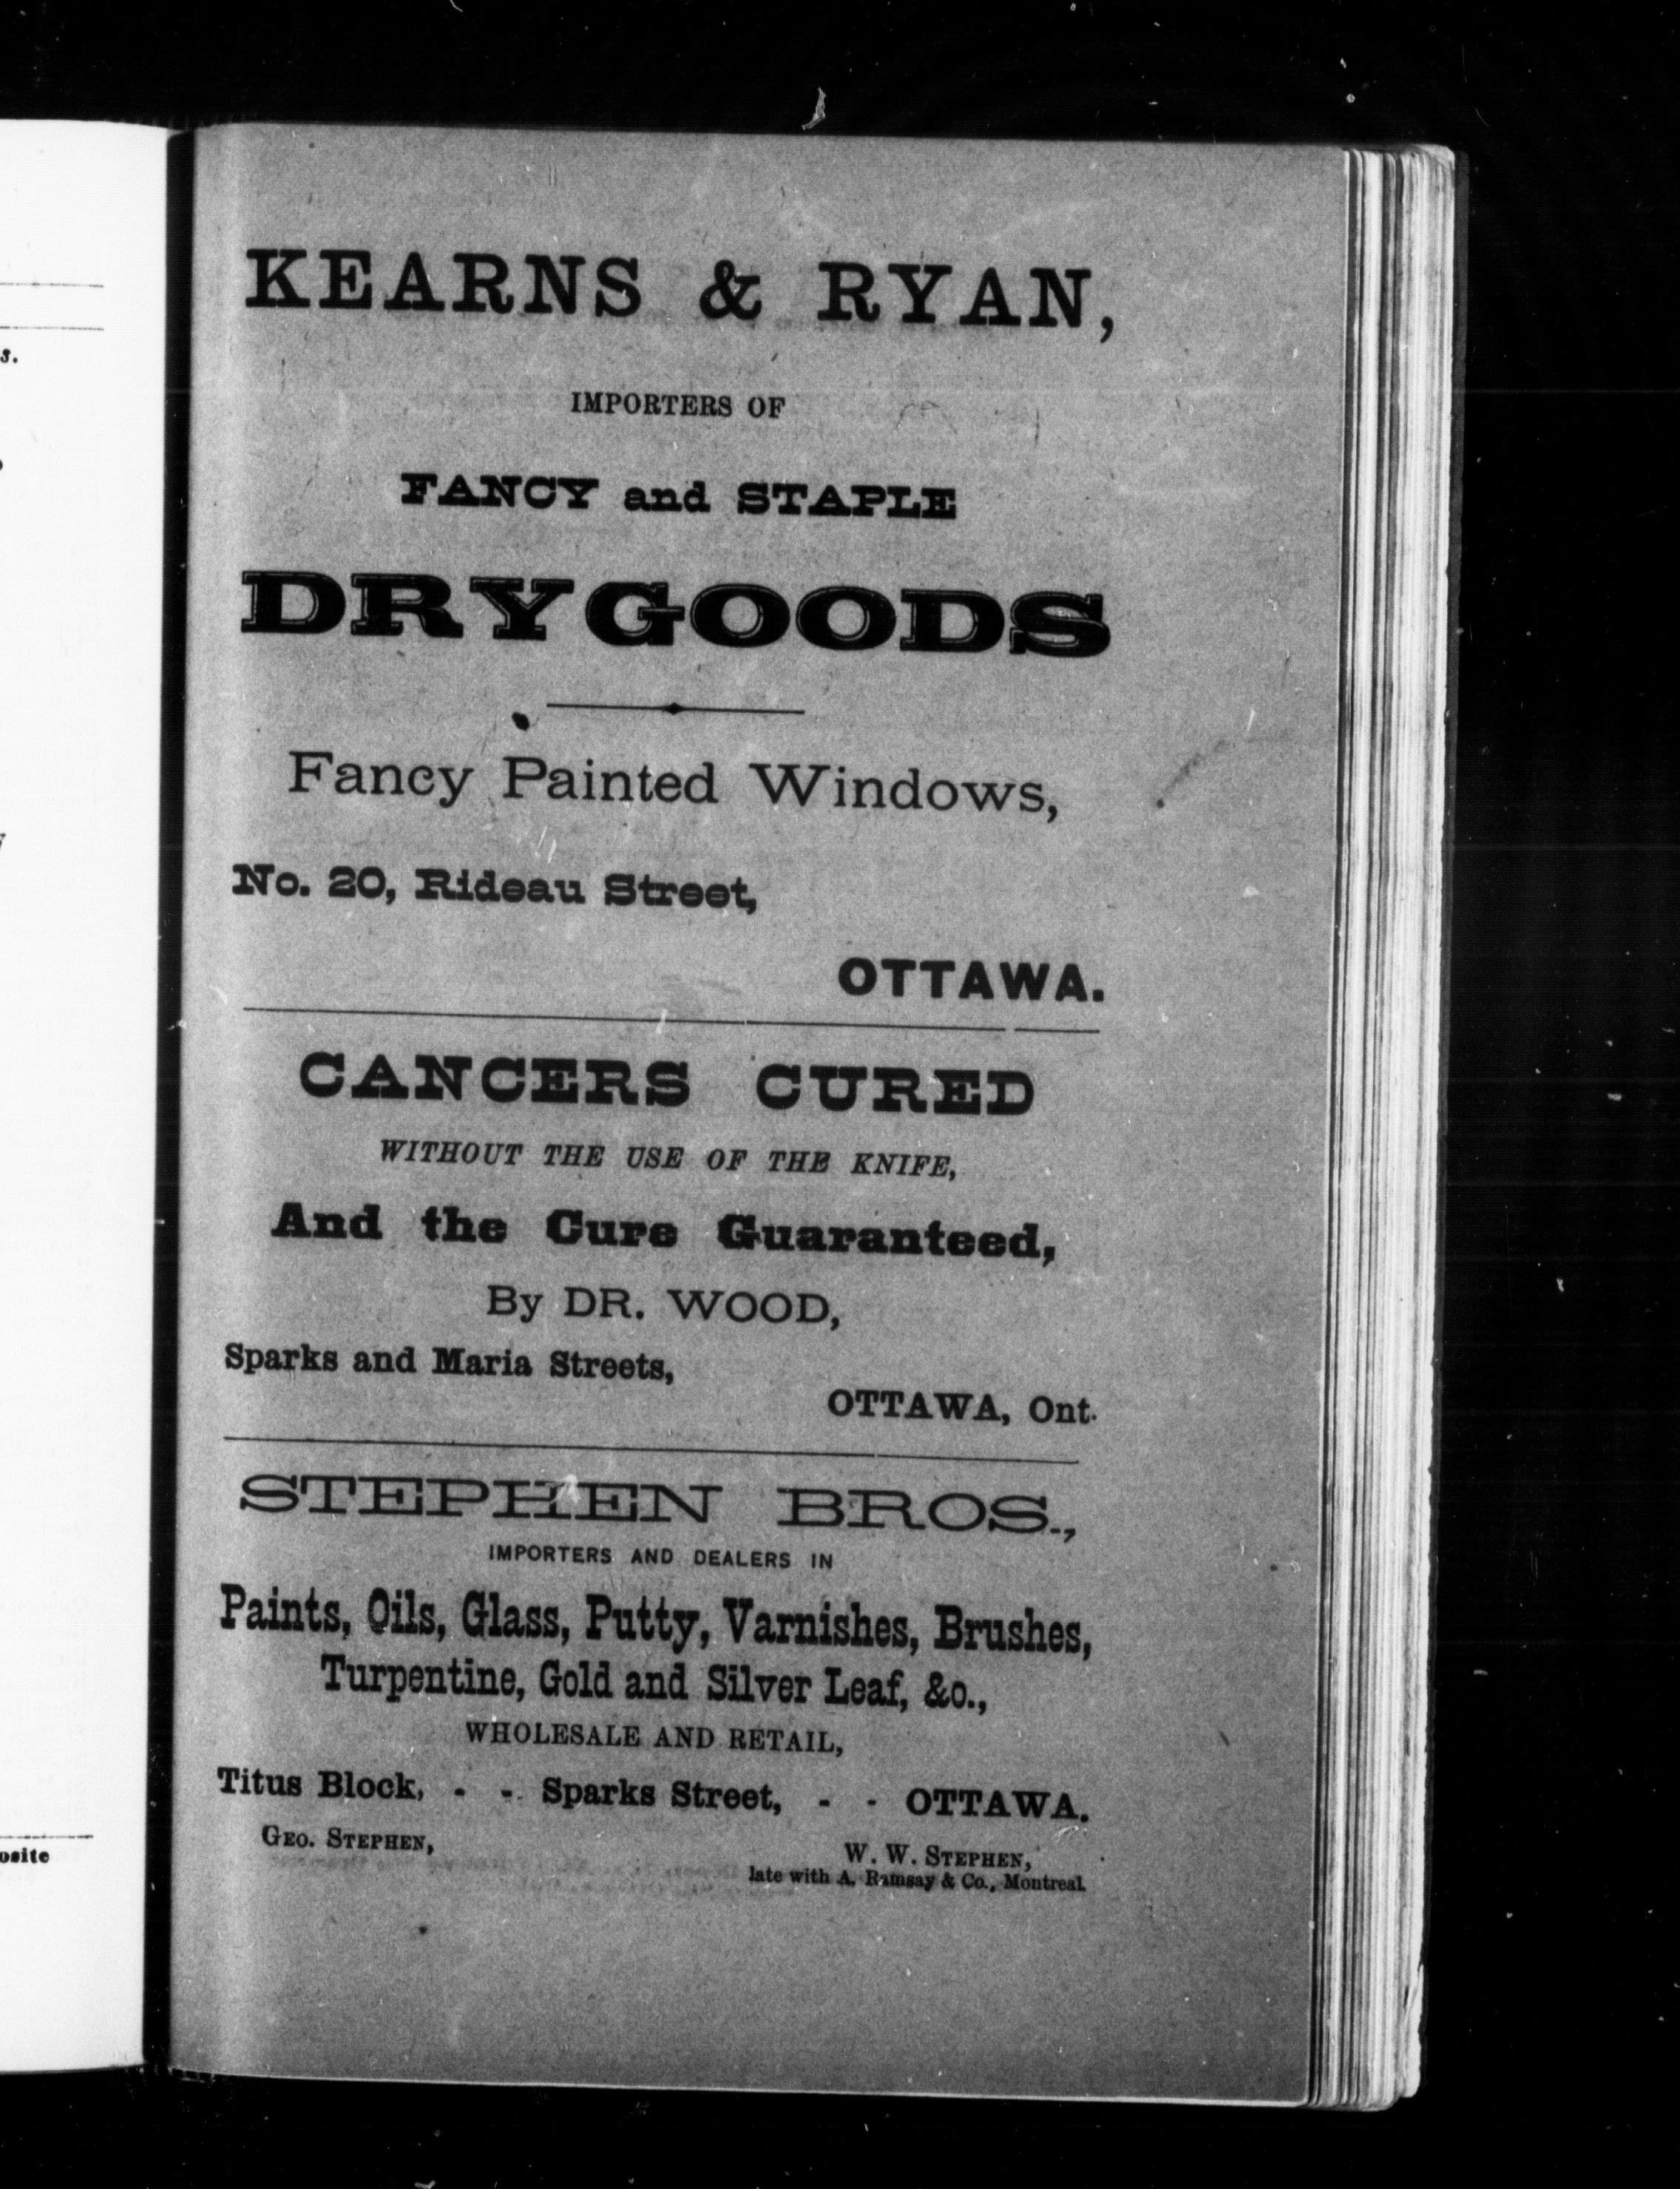 KEARNS & RYAN,
IMPORTERS OF
FANCY and STAPLE
DRY GOODS
Fancy Painted Windows,
No. 20, Rideau Street,
OTTAWA.
CANCERS CURED
WITHOUT THE USE OF THE KNIFE,
And the Cure Guaranteed,
By DR. WOOD,
Sparks and Maria Streets,
OTTAWA, Ont.
STEPHEN BROS.,
IMPORTERS AND DEALERS IN
Paints, Oils, Glass, Putty, Varnishes, Brushes,
Turpentine, Gold and Silver Leaf, &o.,
WHOLESALE AND RETAIL,
Titus Block, - - Sparks Street, - - OTTAWA.
GEO. STEPHEN,
W. W. STEPHEN,
late with A. Ramsay & Co., Montreal.